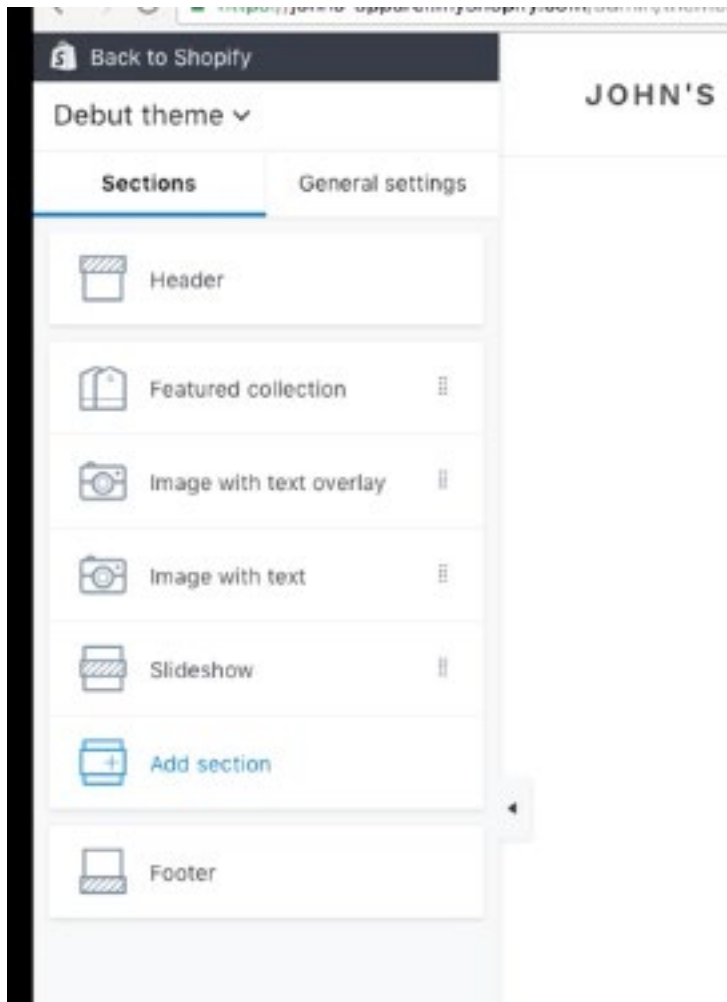 Back to Shopify
JOHN'S
Debut theme
Sections
General settings
Header
Featured collection
Image with text overlay
Image with text
Slideshow
Add section
Footer